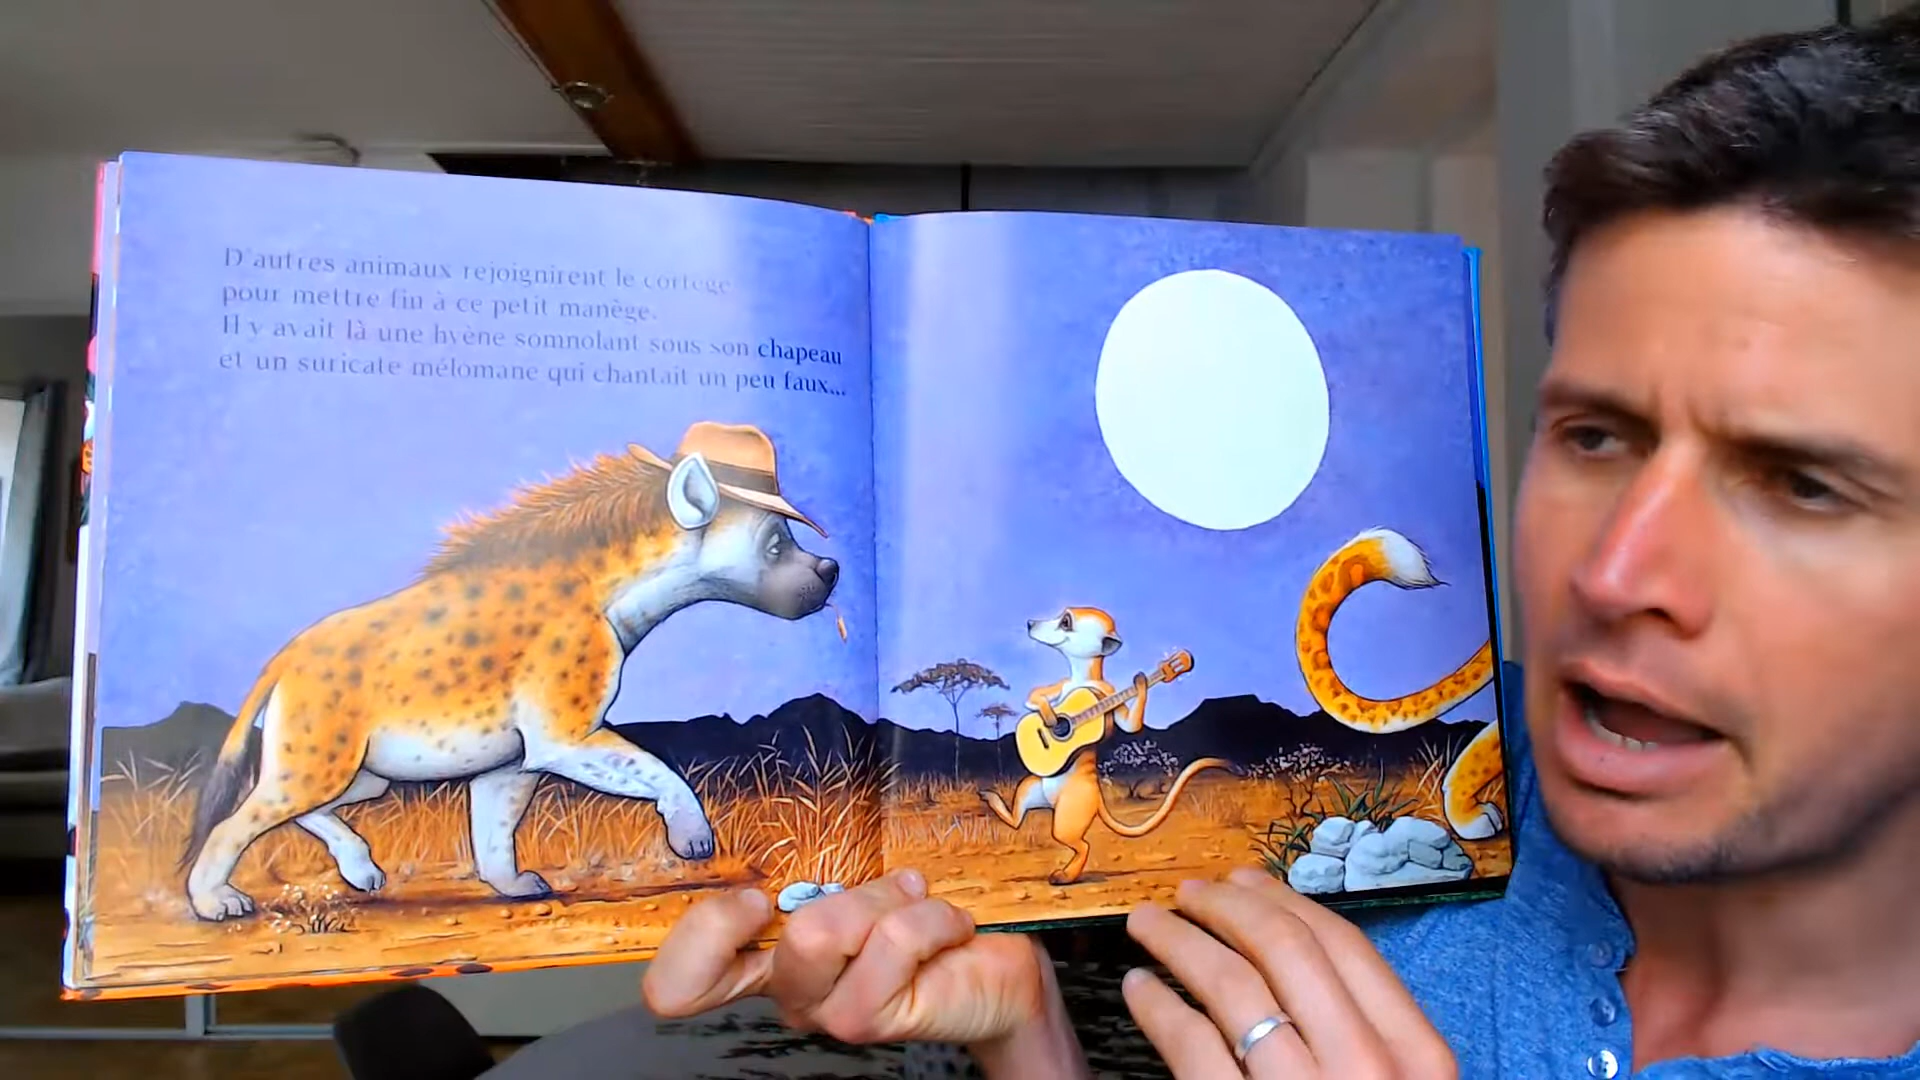 D'autres animaux rejoignirent le cortège
pour mettre fin à ce petit manège.
Il y avait là une hyène somnolant sous son chapeau
et un suricate mélomane qui chantait un peu faux...